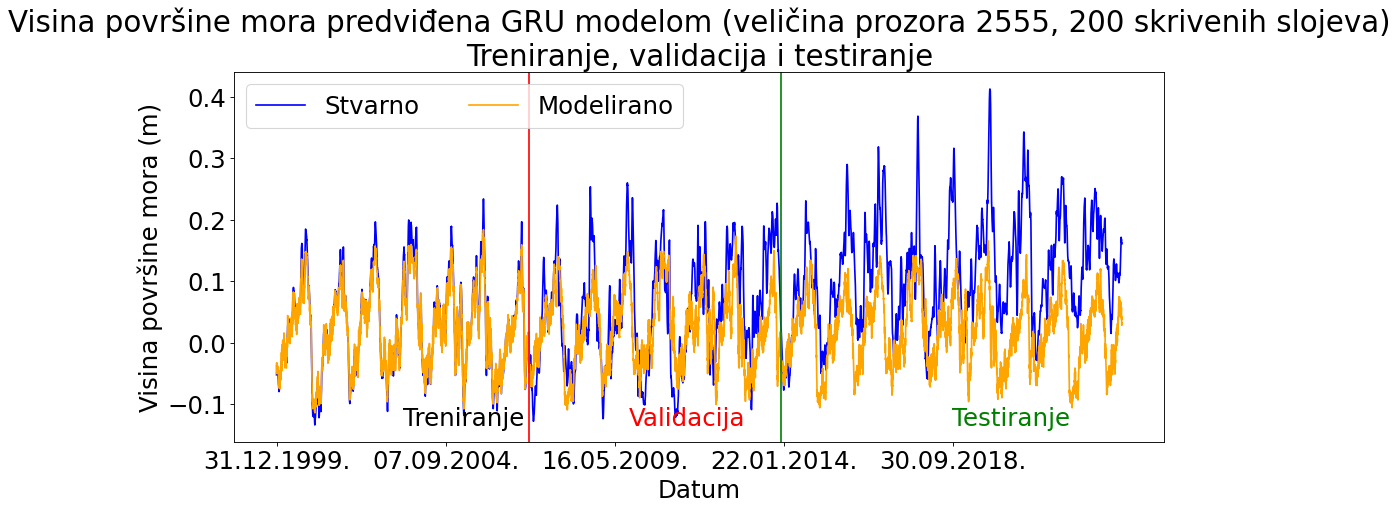 Visina površine mora predviđena GRU modelom (veličina prozora 2555, 200 skrivenih slojeva)
Treniranje, validacija i testiranje
Stvarno
Modelirano
Visina površine mora (m)
0.4
0.3
0.2
0.1
0.0
−0.1
Treniranje
Validacija
Testiranje
31.12.1999.
07.09.2004.
16.05.2009.
22.01.2014.
30.09.2018.
Datum